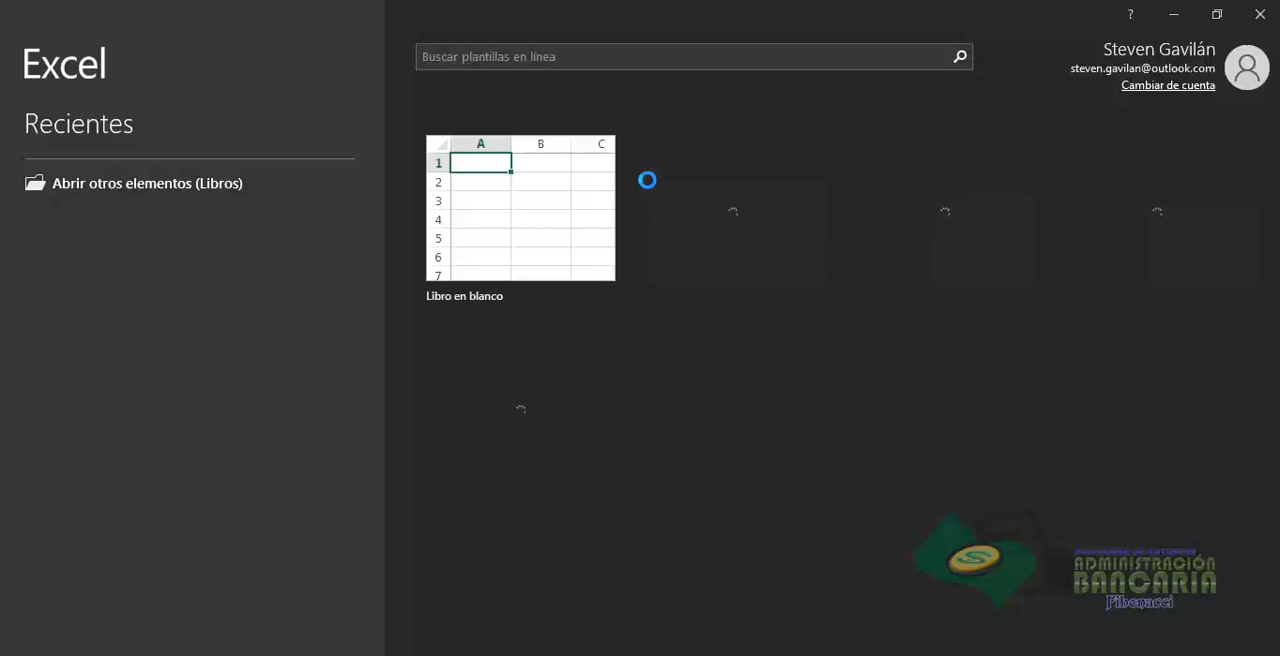 ?
Excel
Buscar plantillas en línea
Steven Gavilán
steven.gavilan@outlook.com
Cambiar de cuenta
Recientes
Abrir otros elementos (Libros)
A B C
1
2
3
4
5
6
7
Libro en blanco
S
ADMINISTRACIÓN
BANCARIA
Fibonacci